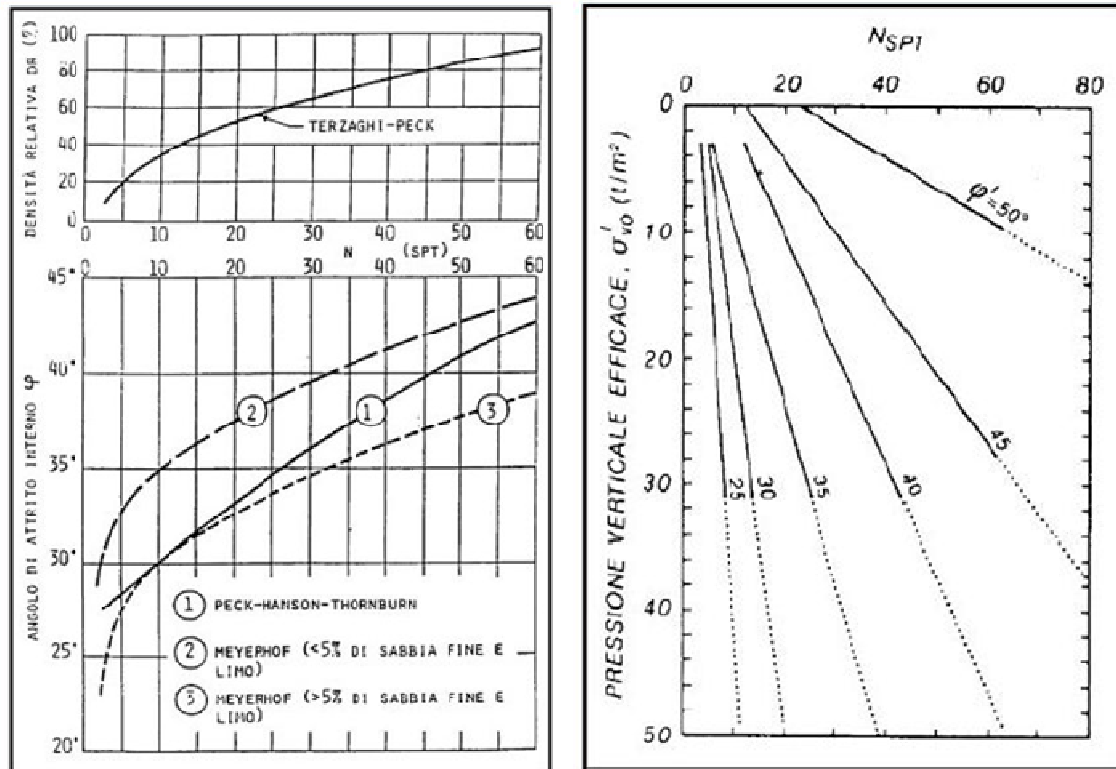 DENSITÀ RELATIVA DR (?)
100
80
60
40
20
0
TERZAGHI-PECK
0 10 20 30 40 50 60
N (SPT)
0 10 20 30 40 50 60
ANGOLO DI ATTRITO INTERNO φ
45°
40°
35°
30°
25°
20°
2
1
3
1 PECK-HANSON-THORNBURN
2 MEYERHOF (<5% DI SABBIA FINE E
LIMO)
3 MEYERHOF (>5% DI SABBIA FINE E
LIMO)
NSPT
0 20 40 60 80
PRESSIONE VERTICALE EFFICACE, σ'vo (t/m²)
0
10
20
30
40
50
φ'=50°
45
40
35
30
25